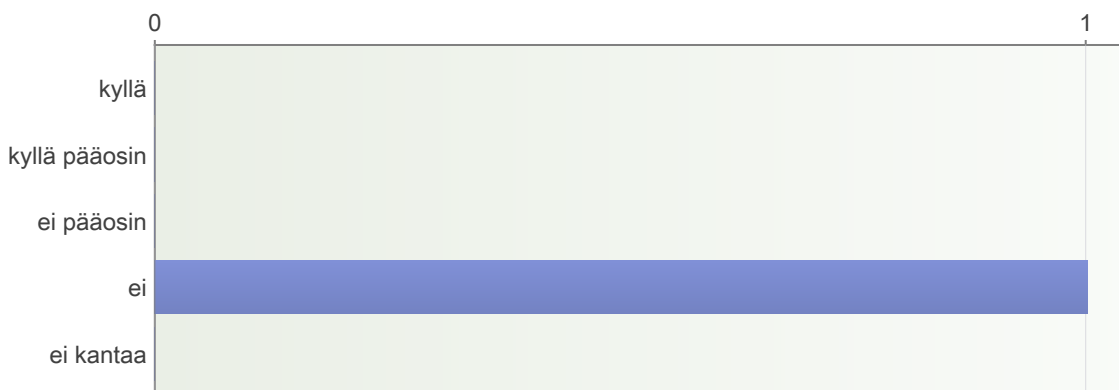 0 1
kyllä
kyllä pääosin
ei pääosin
ei
ei kantaa